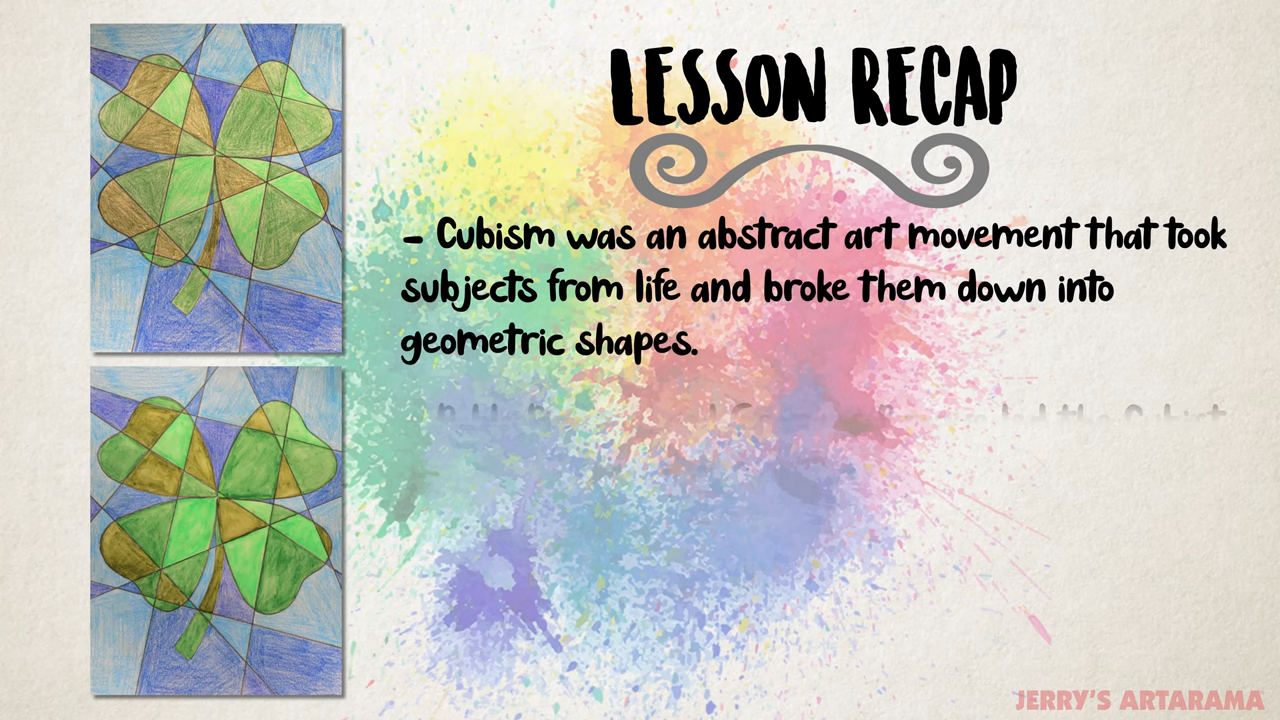 LESSON RECAP
- Cubism was an abstract art movement that took
subjects from life and broke them down into
geometric shapes.
JERRY'S ARTARAMA